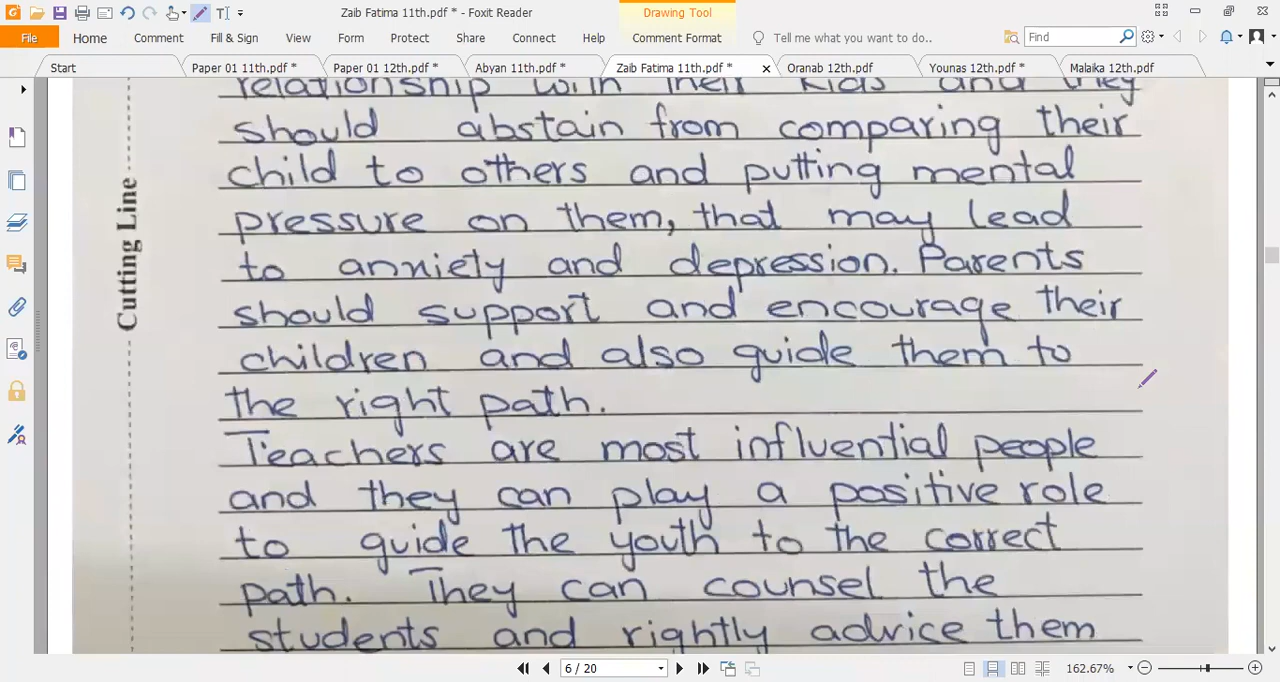 Zaib Fatima 11th.pdf * - Foxit Reader
Drawing Tool
File Home Comment Fill & Sign View Form Protect Share Connect Help Comment Format Tell me what you want to do.. Find
Start Paper 01 11th.pdf * Paper 01 12th.pdf * Abyan 11th.pdf * Zaib Fatima 11th.pdf * Oranab 12th.pdf Younas 12th.pdf * Malaika 12th.pdf
Cutting Line
relationship with their kids and they
should abstain from comparing their
child to others and putting mental
pressure on them, that may lead
to anxiety and depression. Parents
should support and encourage their
children and also guide them to
the right path.
Teachers are most influential people
and they can play a positive role
to guide the youth to the correct
path. They can counsel the
students and rightly advice them
6 / 20
162.67%